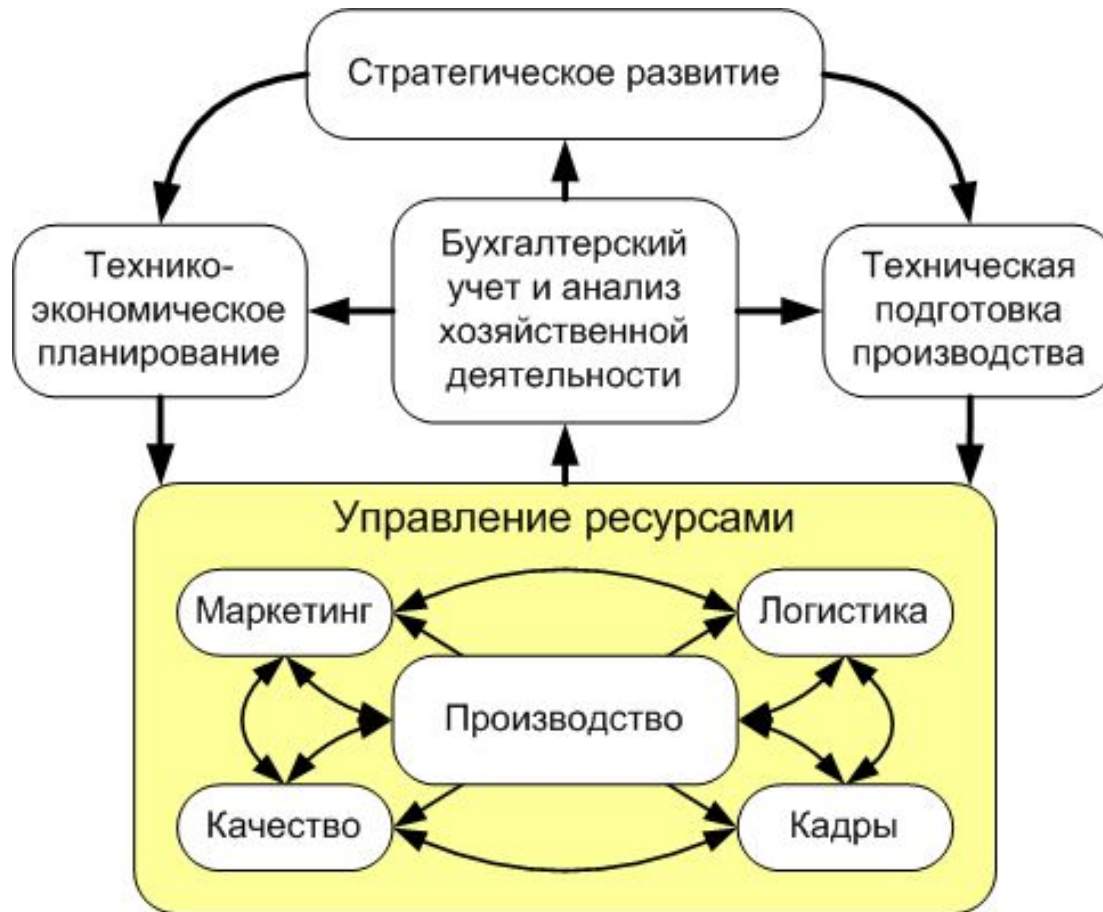 Стратегическое развитие
Технико-
экономическое
планирование
Бухгалтерский
учет и анализ
хозяйственной
деятельности
Техническая
подготовка
производства
Управление ресурсами
Маркетинг
Логистика
Производство
Качество
Кадры